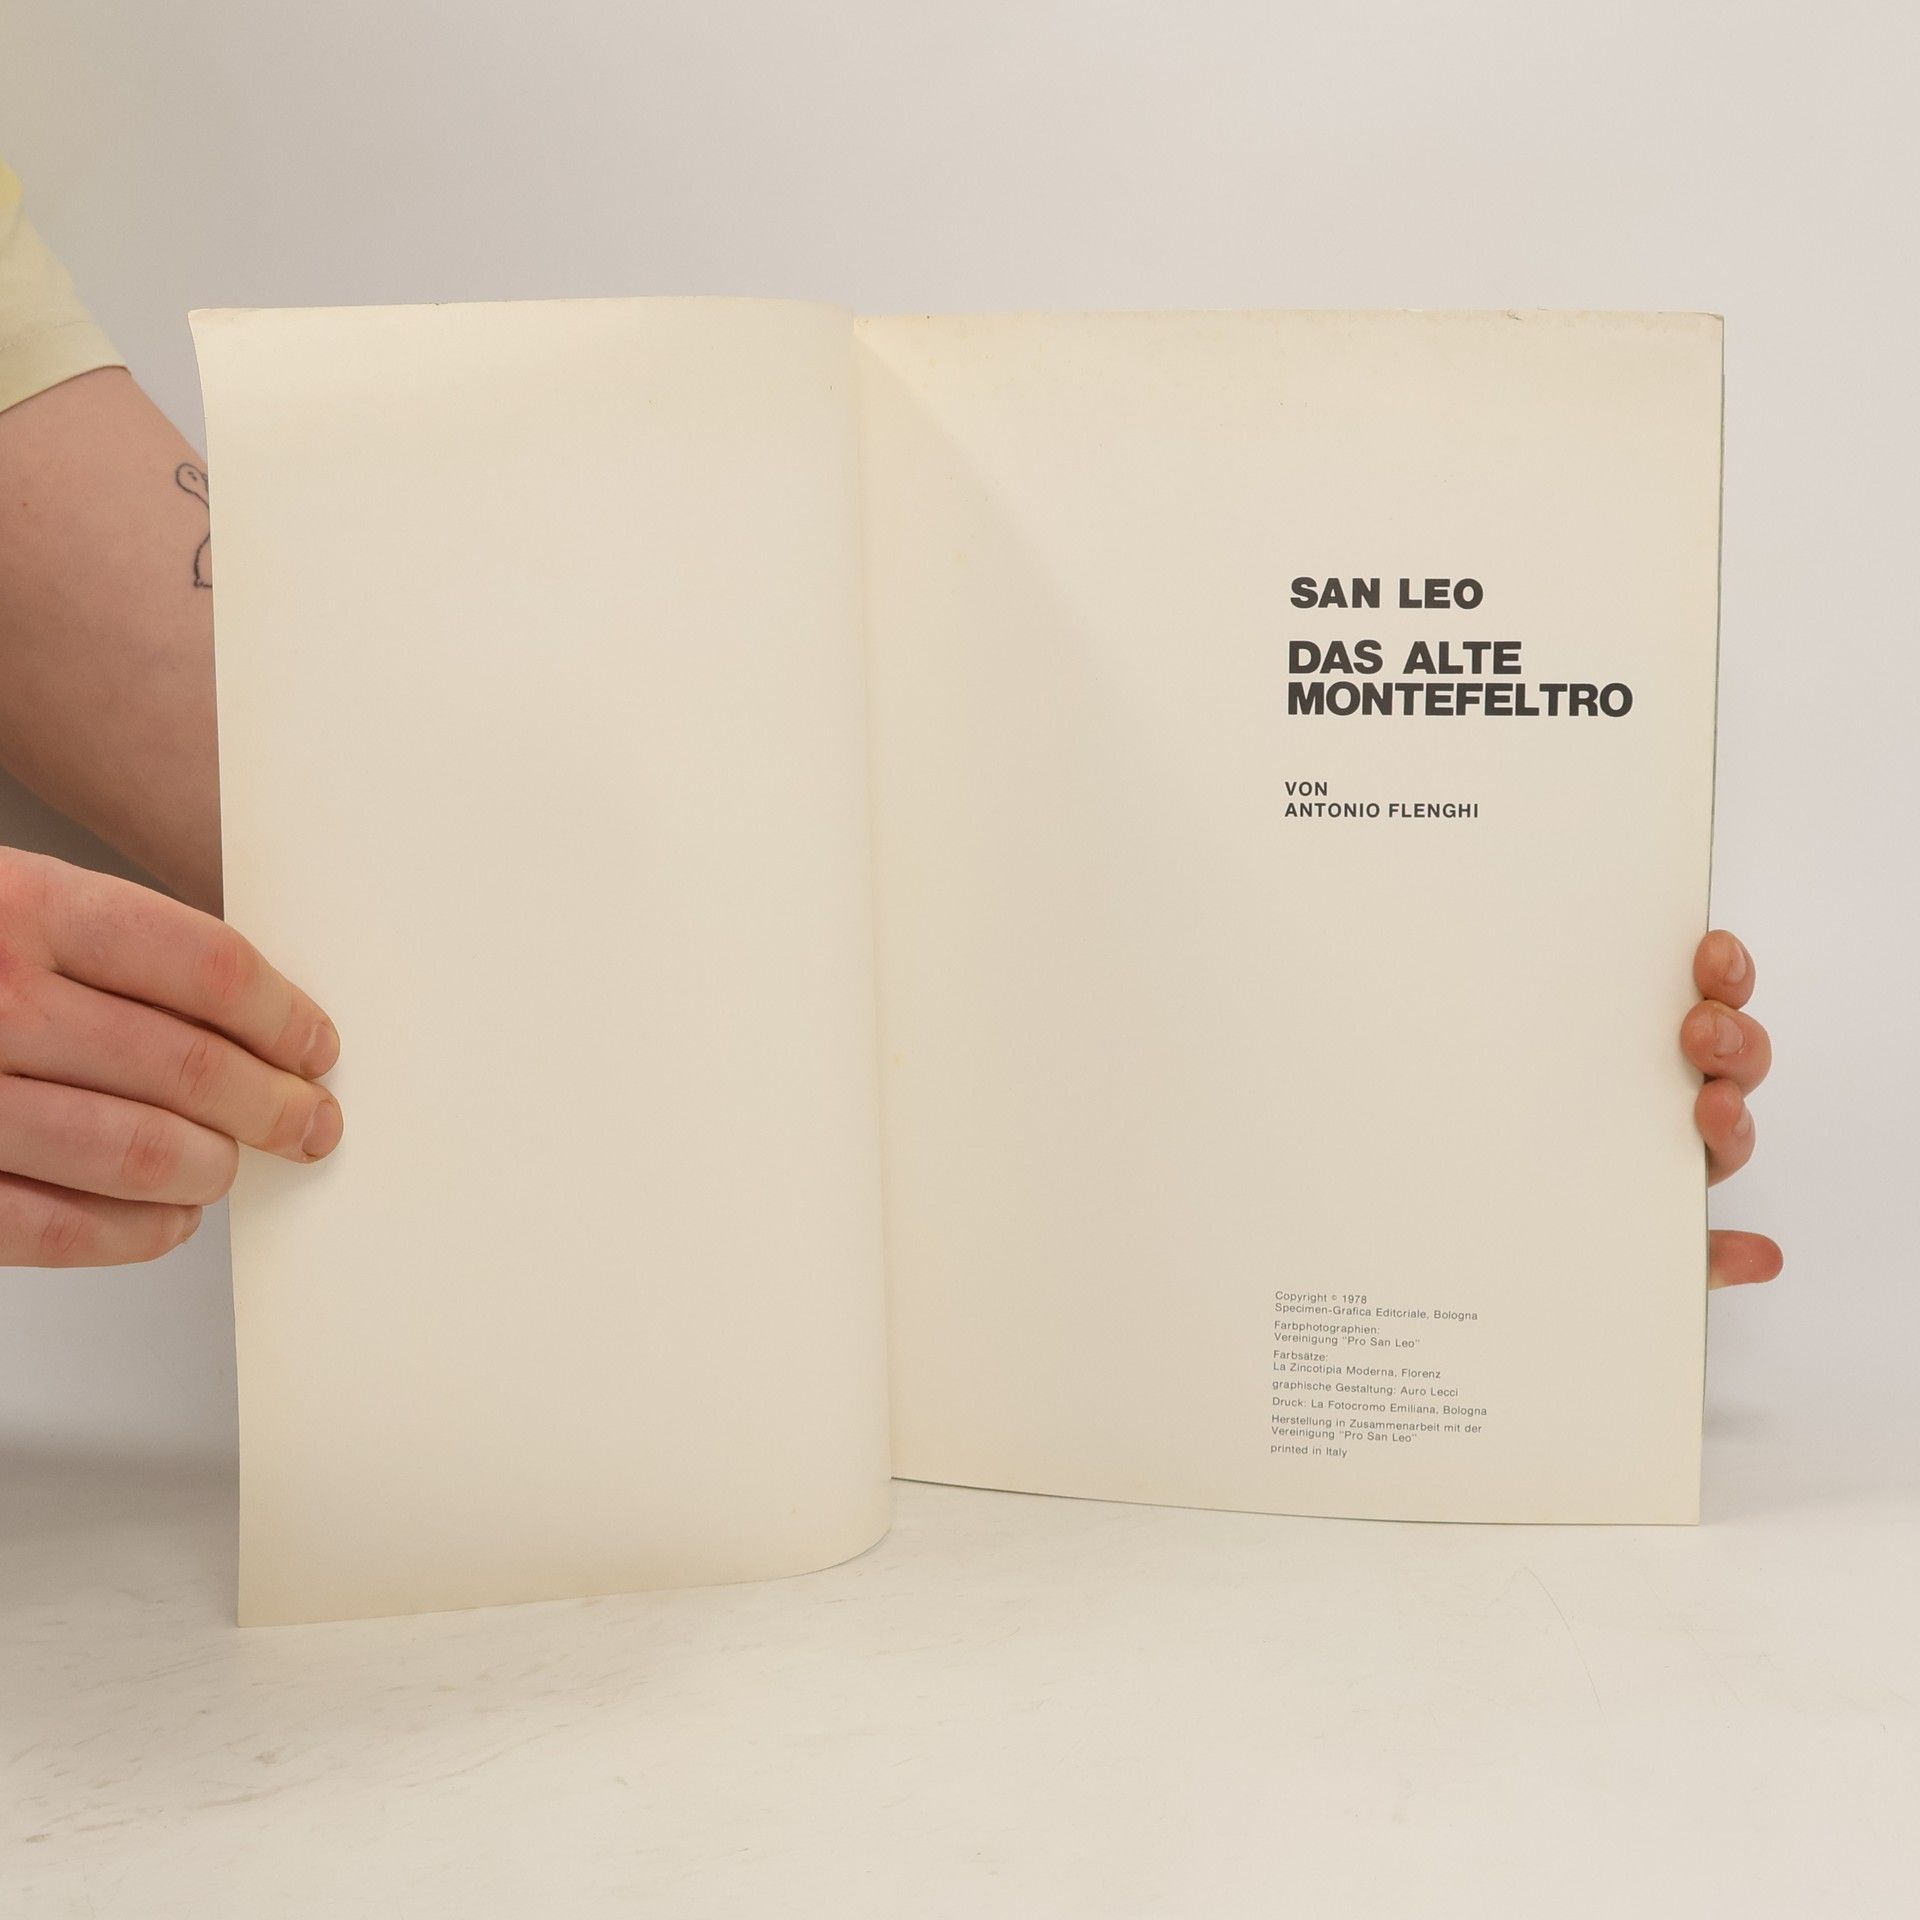 SAN LEO
DAS ALTE
MONTEFELTRO
VON
ANTONIO FLENGHI
Copyright © 1978
Specimen-Grafica Editcriale, Bologna
Farbphotographien:
Vereinigung "Pro San Leo"
Farbsätze:
La Zincotipia Moderna, Florenz
graphische Gestaltung: Auro Lecci
Druck: La Fotocromo Emiliana, Bologna
Herstellung in Zusammenarbeit mit der
Vereinigung "Pro San Leo"
printed in Italy